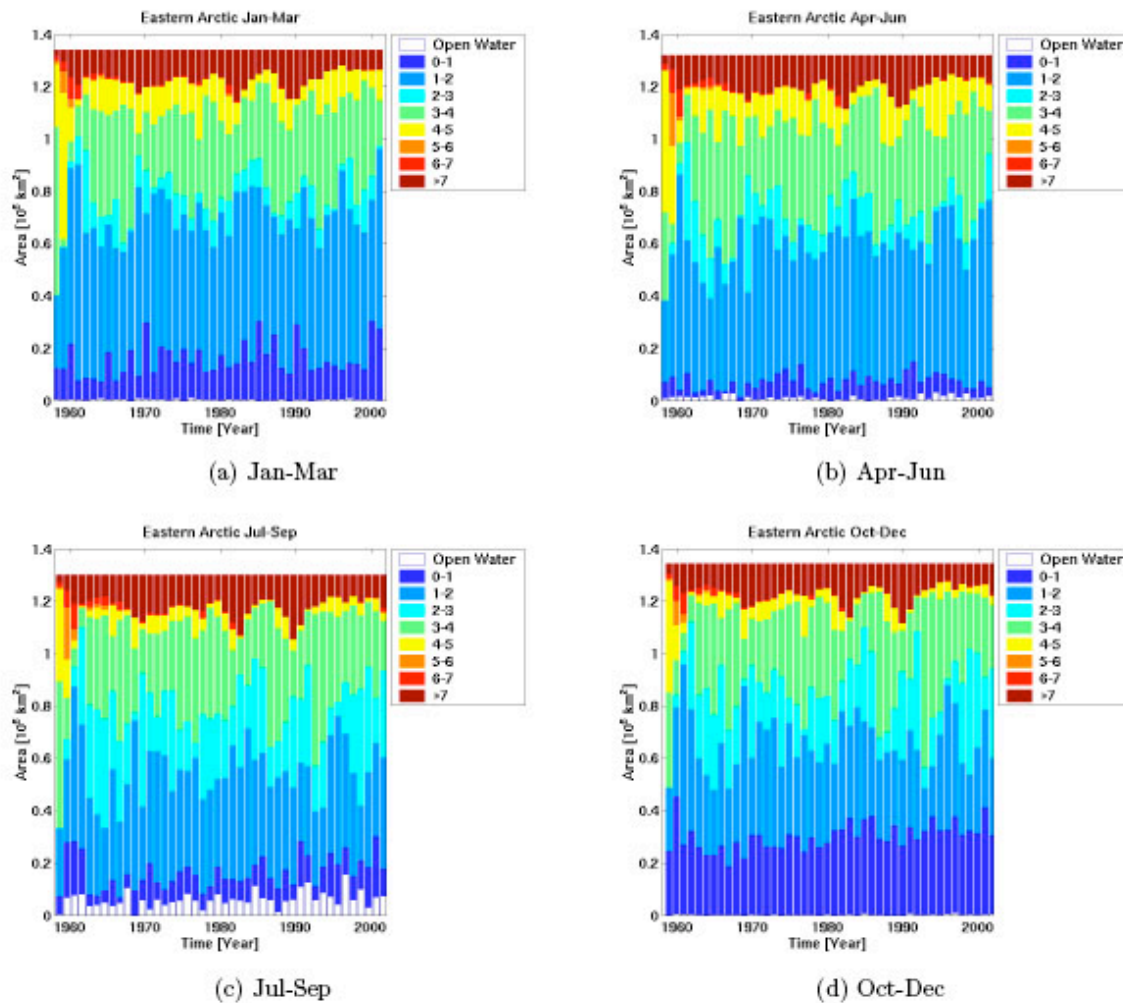 Eastern Arctic Jan-Mar
1.4
1.2
1
0.8
0.6
0.4
0.2
0
Area [10⁶ km²]
1960 1970 1980 1990 2000
Time [Year]
Open Water
0-1
1-2
2-3
3-4
4-5
5-6
6-7
>7
(a) Jan-Mar
Eastern Arctic Apr-Jun
1.4
1.2
1
0.8
0.6
0.4
0.2
0
Area [10⁶ km²]
1960 1970 1980 1990 2000
Time [Year]
Open Water
0-1
1-2
2-3
3-4
4-5
5-6
6-7
>7
(b) Apr-Jun
Eastern Arctic Jul-Sep
1.4
1.2
1
0.8
0.6
0.4
0.2
0
Area [10⁶ km²]
1960 1970 1980 1990 2000
Time [Year]
Open Water
0-1
1-2
2-3
3-4
4-5
5-6
6-7
>7
(c) Jul-Sep
Eastern Arctic Oct-Dec
1.4
1.2
1
0.8
0.6
0.4
0.2
0
Area [10⁶ km²]
1960 1970 1980 1990 2000
Time [Year]
Open Water
0-1
1-2
2-3
3-4
4-5
5-6
6-7
>7
(d) Oct-Dec